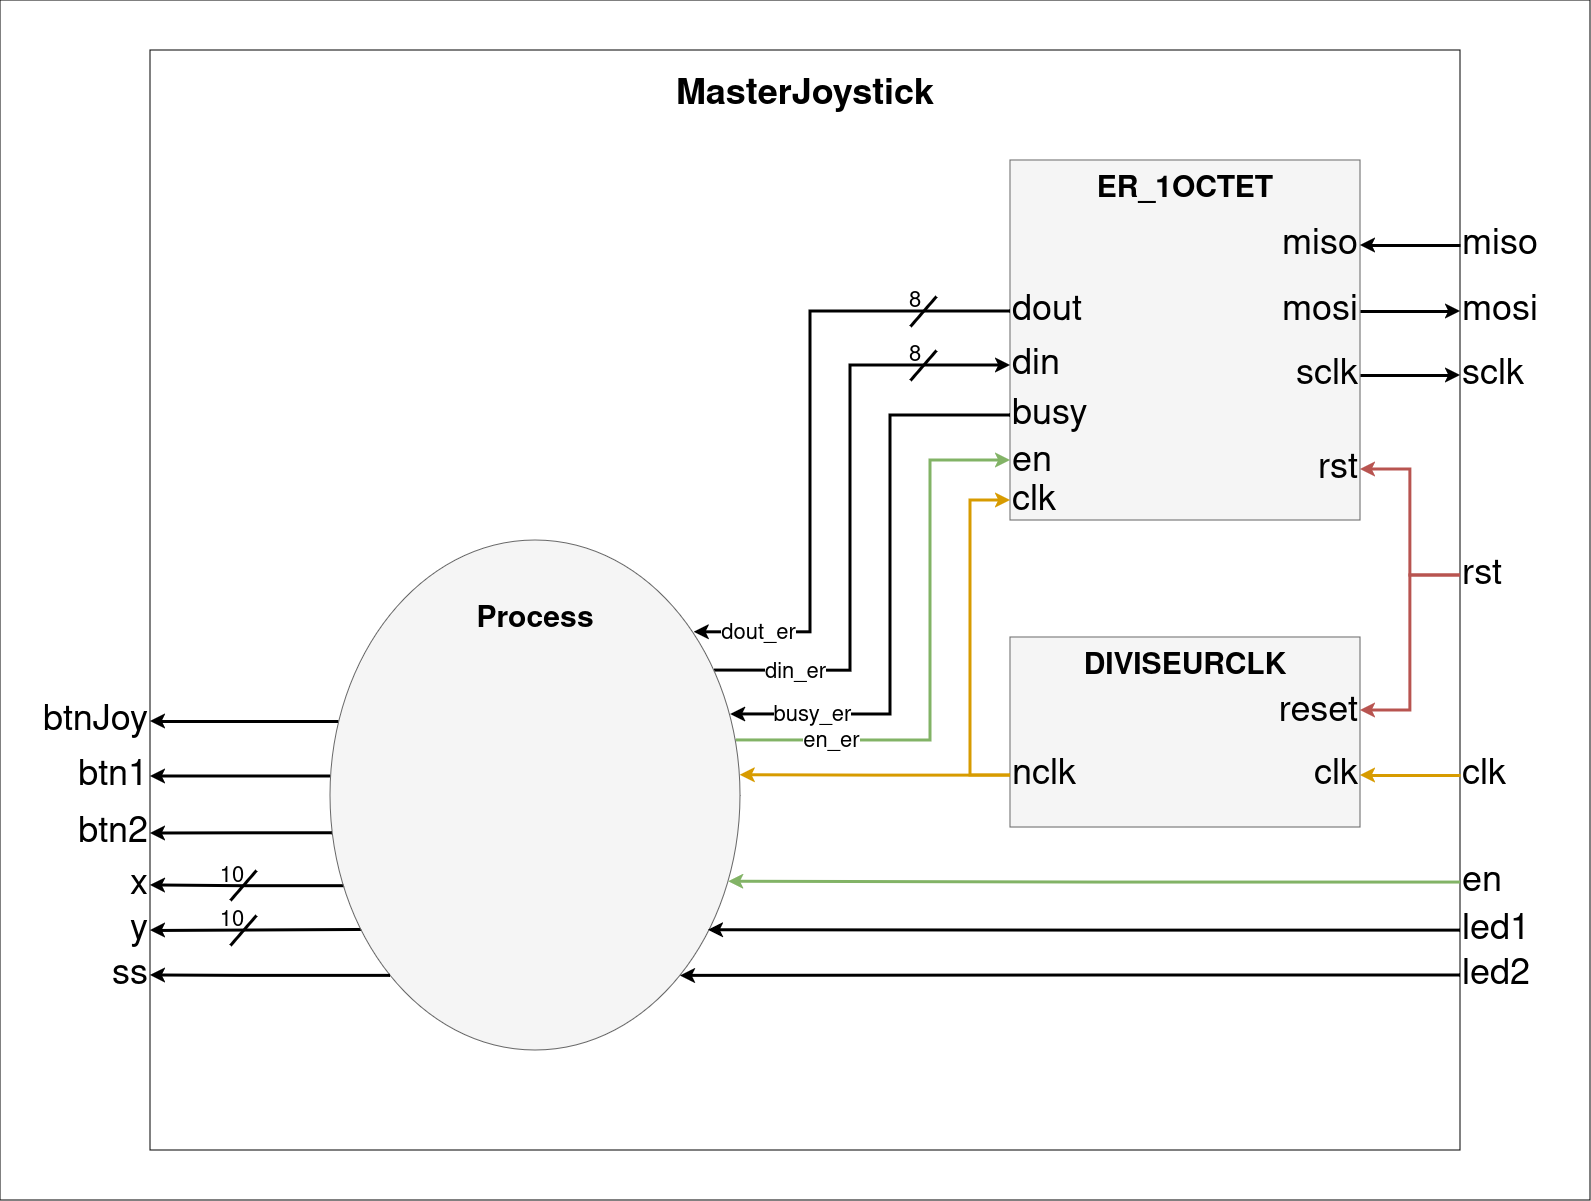 MasterJoystick
ER_1OCTET
miso
miso
dout
8
mosi
mosi
din
8
sclk
sclk
busy
en
rst
clk
rst
Process
dout_er
din_er
busy_er
en_er
DIVISEURCLK
reset
nclk
clk
clk
btnJoy
btn1
btn2
x
10
y
10
ss
en
led1
led2